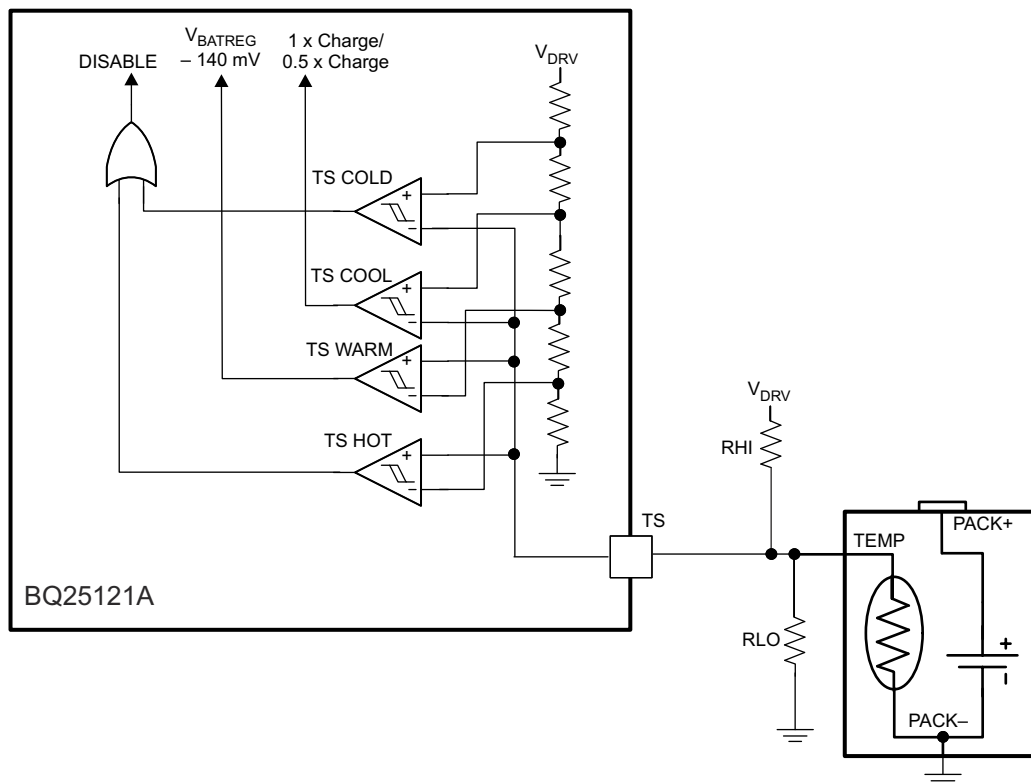 DISABLE
VBATREG
– 140 mV
1 x Charge/
0.5 x Charge
VDRV
TS COLD
+
–
TS COOL
+
–
TS WARM
+
–
TS HOT
+
–
BQ25121A
TS
VDRV
RHI
RLO
TEMP
PACK+
+
–
PACK–